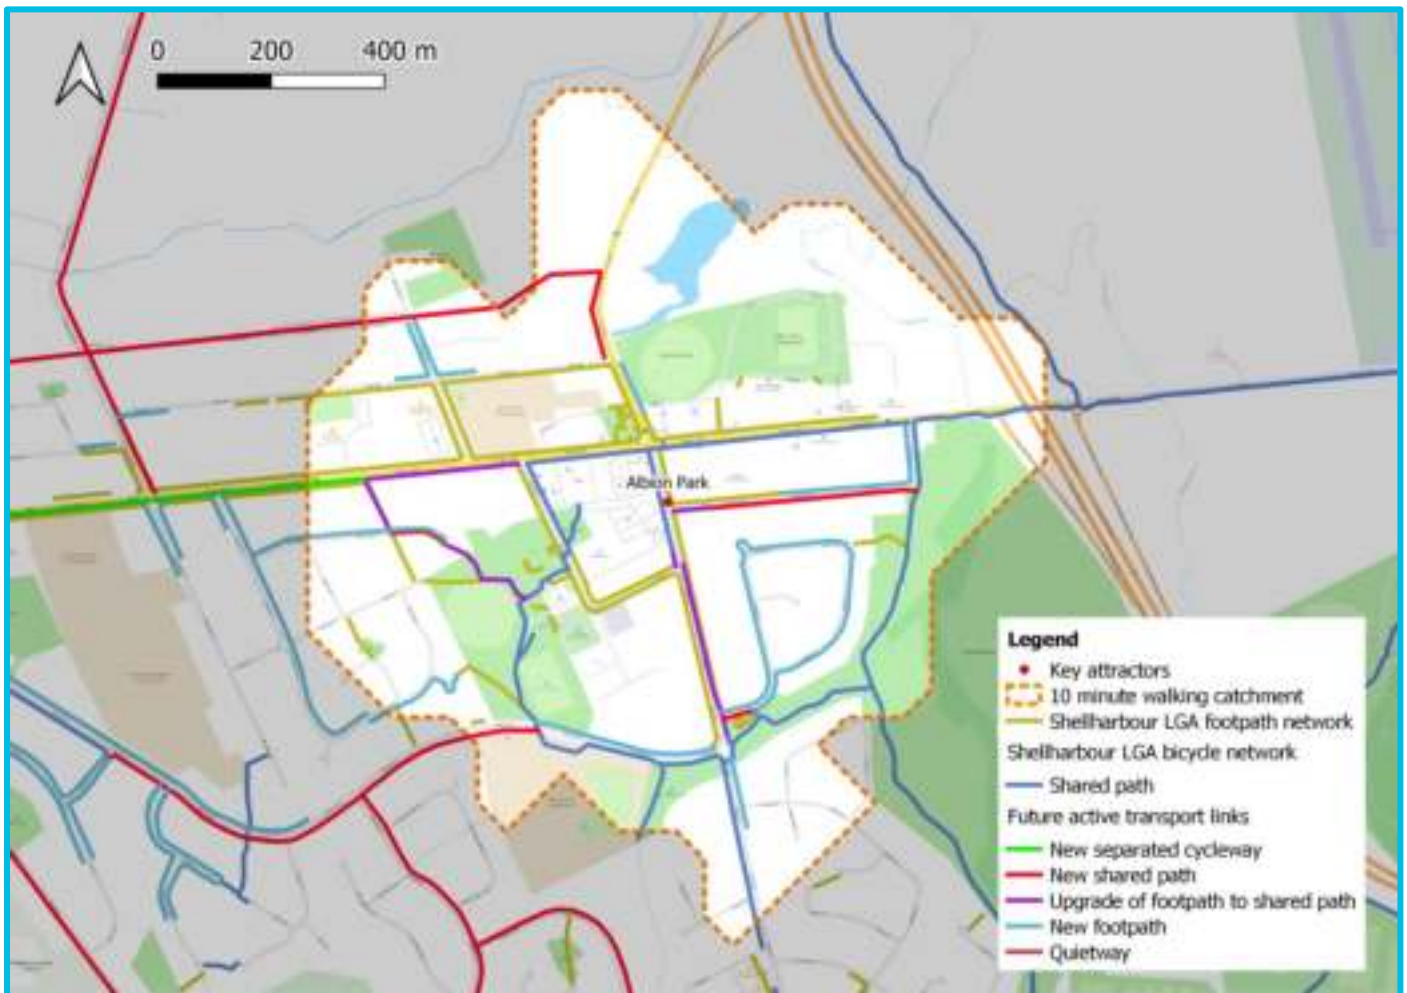 0 200 400 m
Albion Park
Legend
Key attractors
10 minute walking catchment
Shellharbour LGA footpath network
Shellharbour LGA bicycle network
Shared path
Future active transport links
New separated cycleway
New shared path
Upgrade of footpath to shared path
New footpath
Quietway